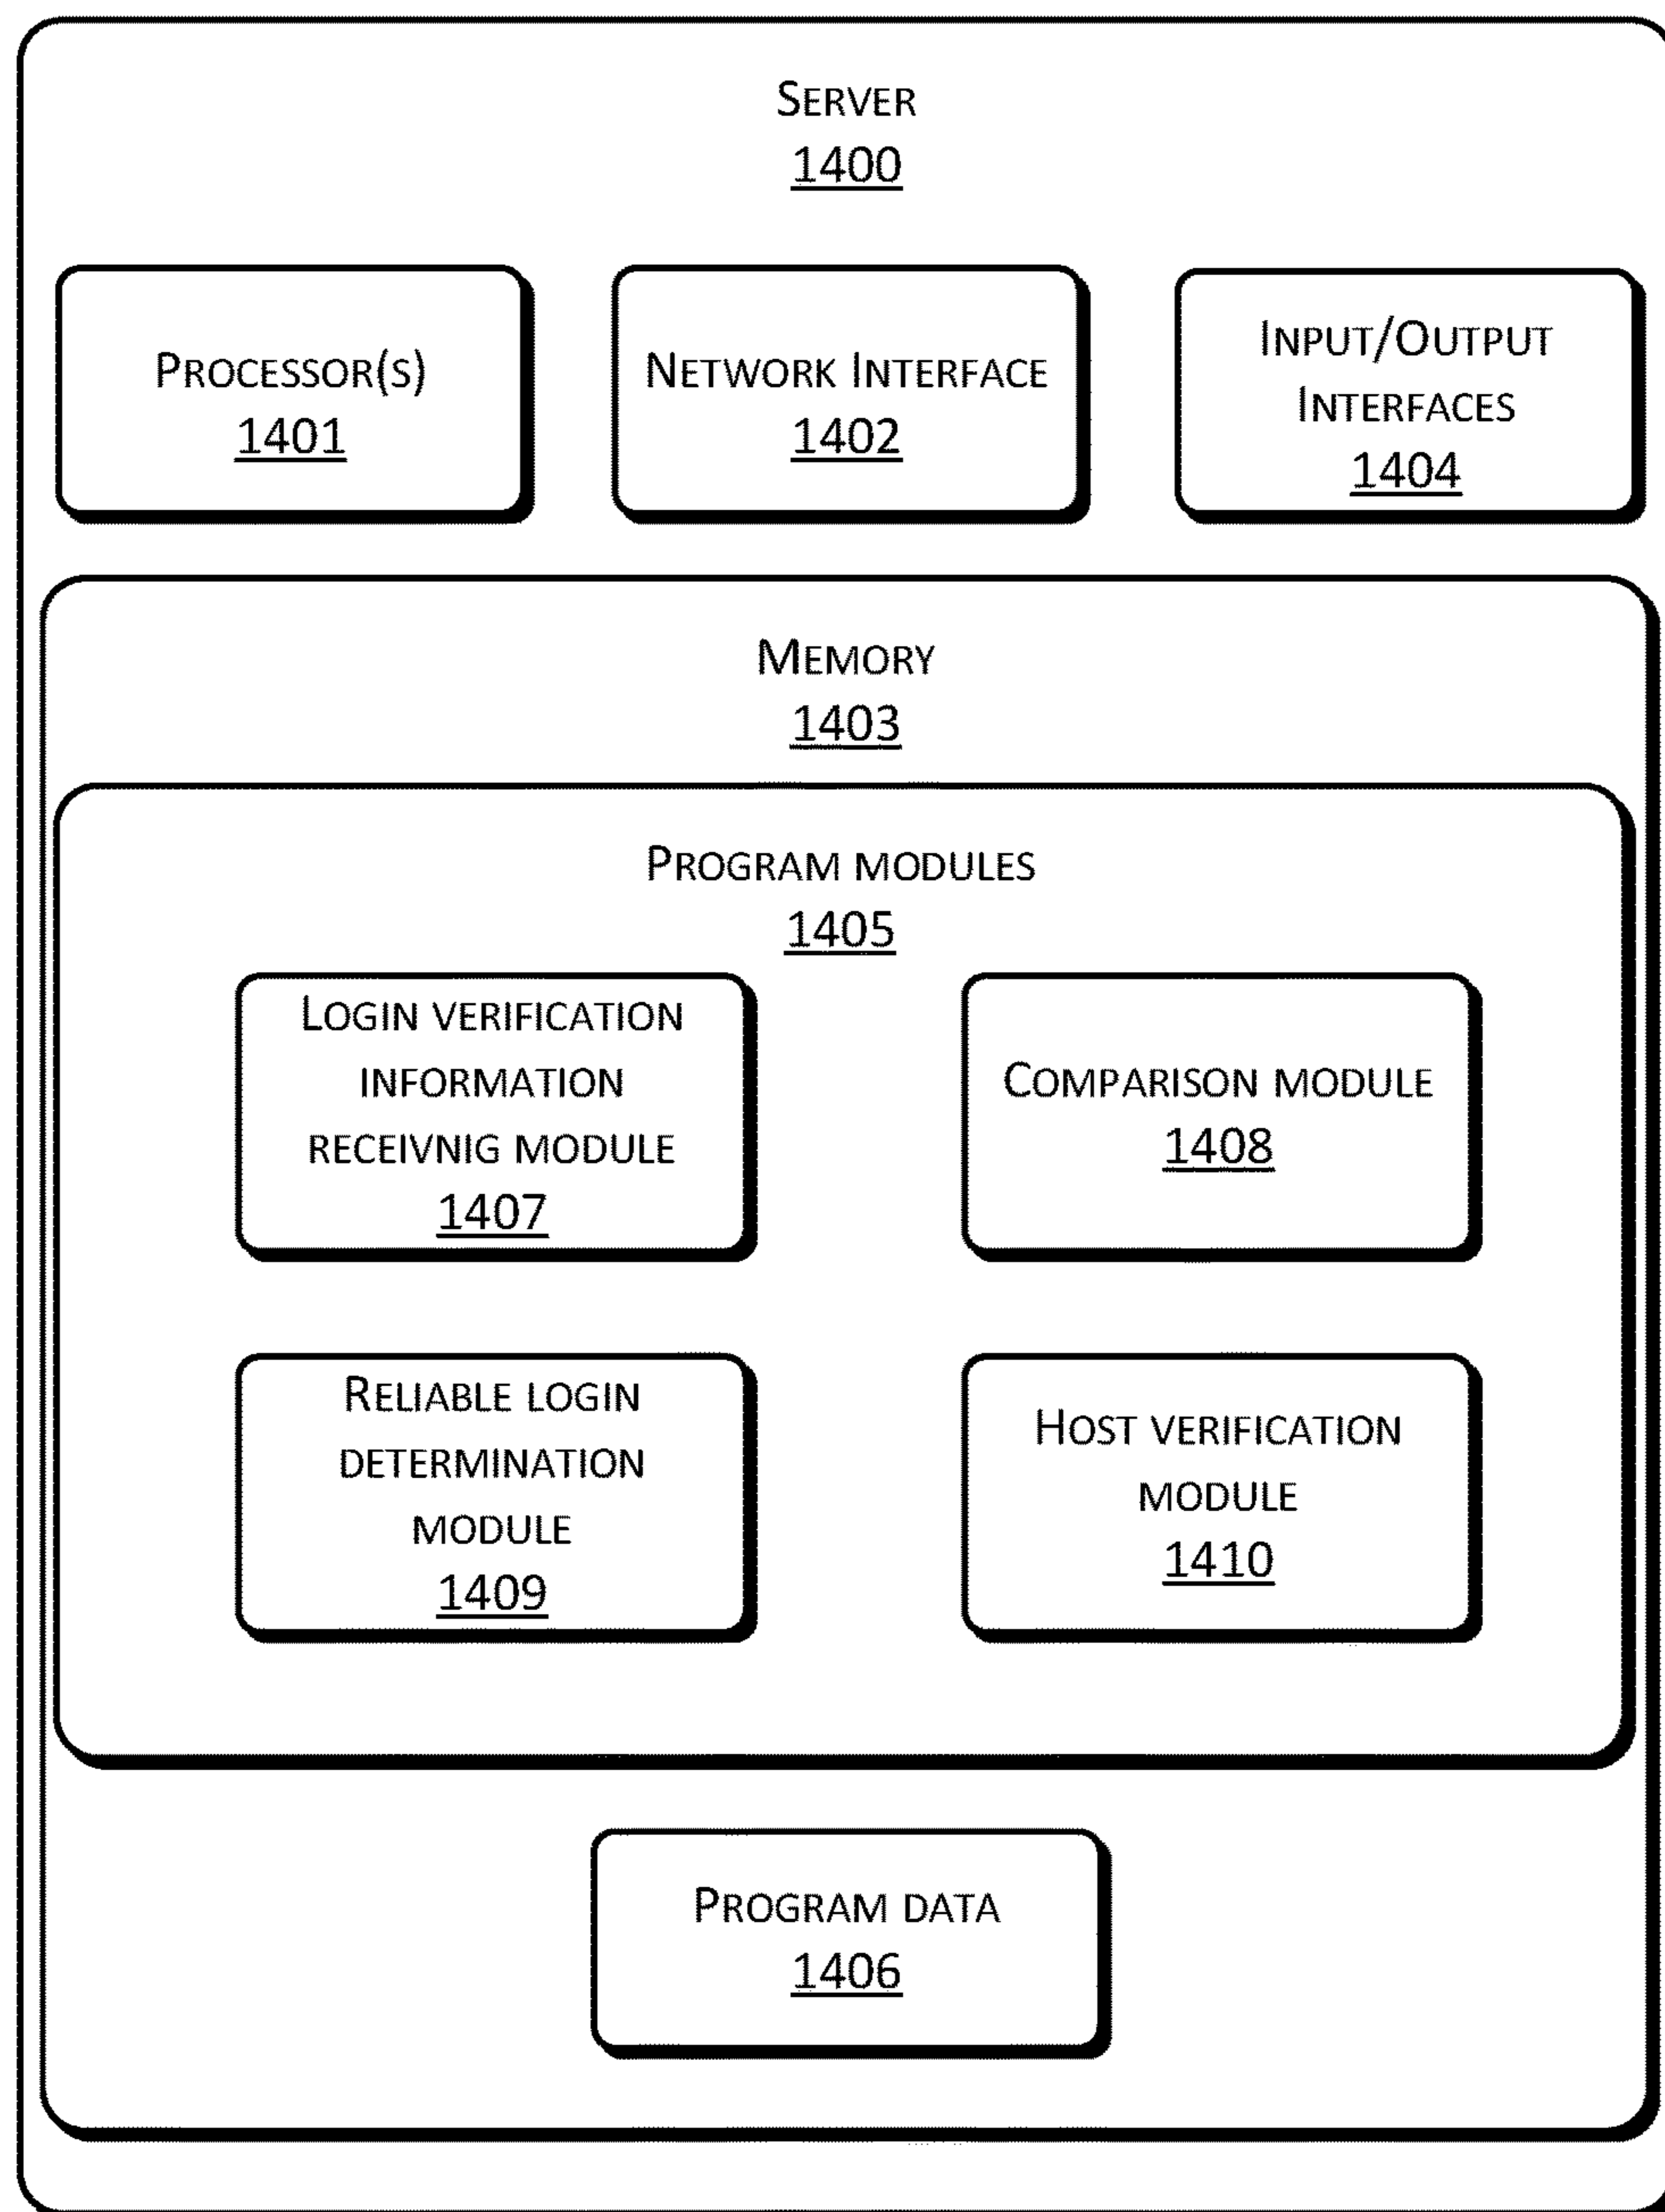 SERVER
1400
PROCESSOR(S)
1401
NETWORK INTERFACE
1402
INPUT/OUTPUT
INTERFACES
1404
MEMORY
1403
PROGRAM MODULES
1405
LOGIN VERIFICATION
INFORMATION
RECEIVNIG MODULE
1407
COMPARISON MODULE
1408
RELIABLE LOGIN
DETERMINATION
MODULE
1409
HOST VERIFICATION
MODULE
1410
PROGRAM DATA
1406